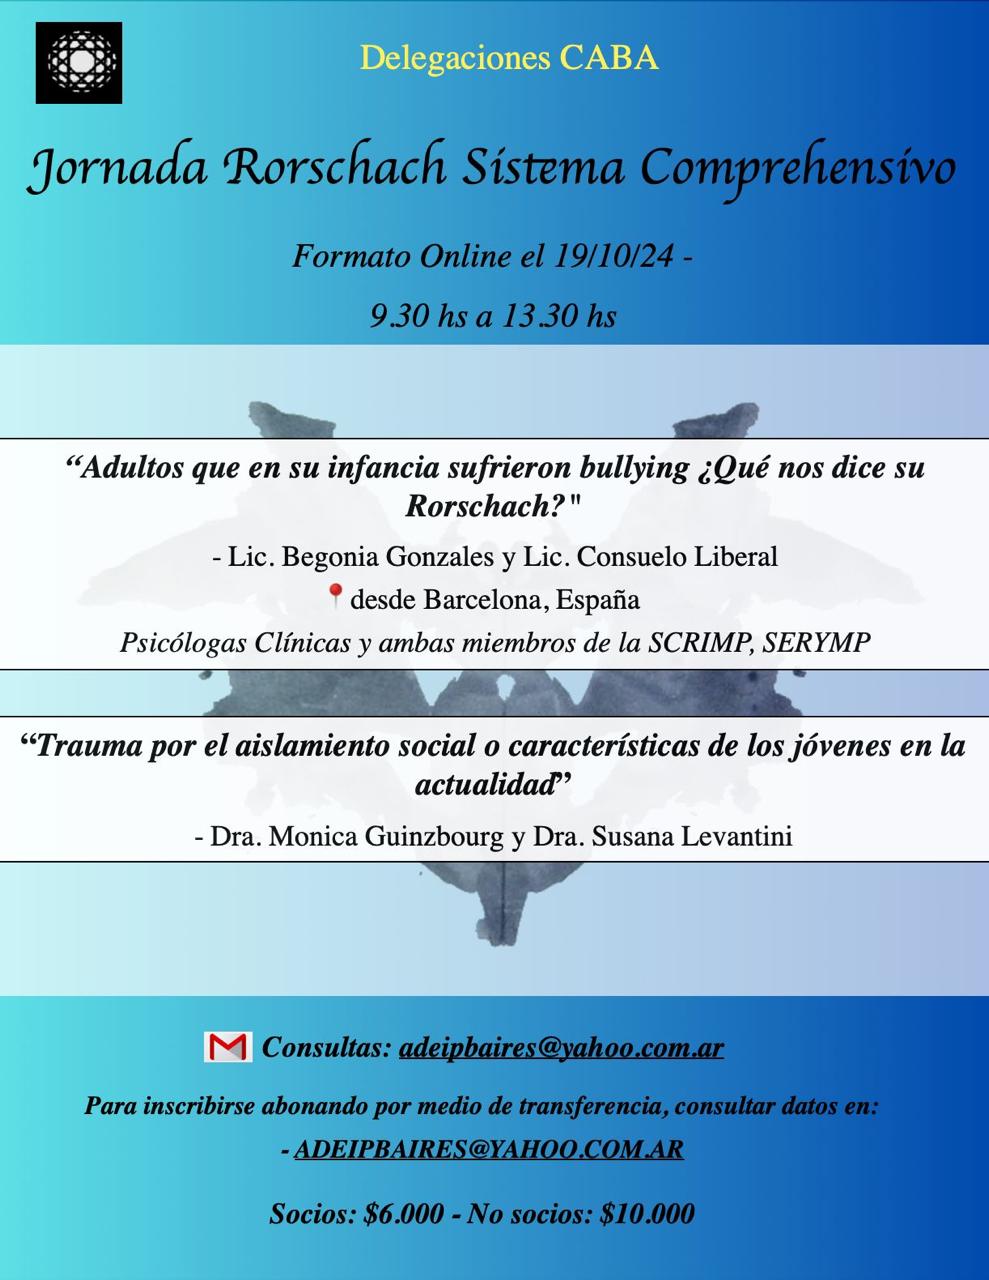 Delegaciones CABA
Jornada Rorschach Sistema Comprehensivo
Formato Online el 19/10/24 -
9.30 hs a 13.30 hs
“Adultos que en su infancia sufrieron bullying ¿Qué nos dice su
Rorschach?"
- Lic. Begonia Gonzales y Lic. Consuelo Liberal
📍desde Barcelona, España
Psicólogas Clínicas y ambas miembros de la SCRIMP, SERYMP
“Trauma por el aislamiento social o características de los jóvenes en la
actualidad”
- Dra. Monica Guinzbourg y Dra. Susana Levantini
Consultas: adeipbaires@yahoo.com.ar
Para inscribirse abonando por medio de transferencia, consultar datos en:
- ADEIPBAIRES@YAHOO.COM.AR
Socios: $6.000 - No socios: $10.000